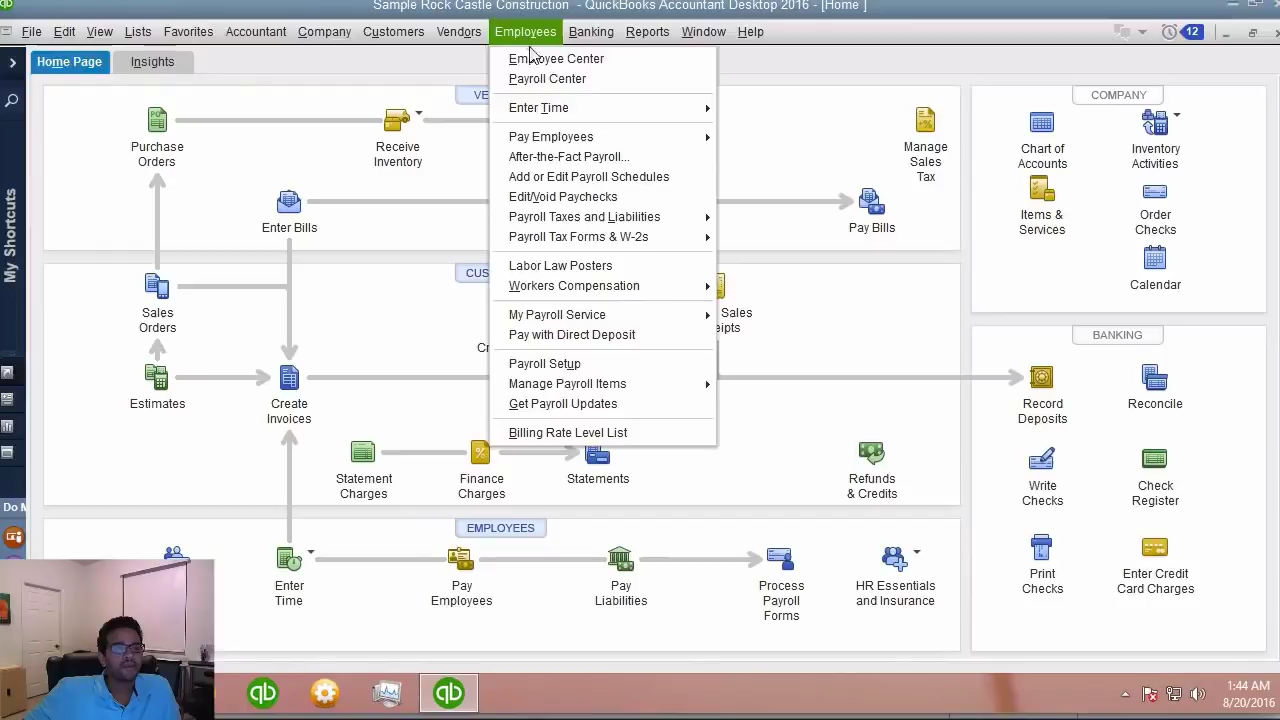 Sample Rock Castle Construction - QuickBooks Accountant Desktop 2016 - [Home ]
File Edit View Lists Favorites Accountant Company Customers Vendors Employees Banking Reports Window Help
12
Home Page
Insights
My Shortcuts
Do M
VE
Purchase
Orders
Receive
Inventory
Manage
Sales
Tax
Enter Bills
Pay Bills
Employee Center
Payroll Center
Enter Time
Pay Employees
After-the-Fact Payroll...
Add or Edit Payroll Schedules
Edit/Void Paychecks
Payroll Taxes and Liabilities
Payroll Tax Forms & W-2s
Labor Law Posters
Workers Compensation
My Payroll Service
Pay with Direct Deposit
Payroll Setup
Manage Payroll Items
Get Payroll Updates
Billing Rate Level List
CUS
Sales
Orders
Sales
eipts
Cr
Estimates
Create
Invoices
Statement
Charges
Finance
Charges
Statements
Refunds
& Credits
EMPLOYEES
Enter
Time
Pay
Employees
Pay
Liabilities
Process
Payroll
Forms
HR Essentials
and Insurance
COMPANY
Chart of
Accounts
Inventory
Activities
Items &
Services
Order
Checks
Calendar
BANKING
Record
Deposits
Reconcile
Write
Checks
Check
Register
Print
Checks
Enter Credit
Card Charges
qb
qb
1:44 AM
8/20/2016